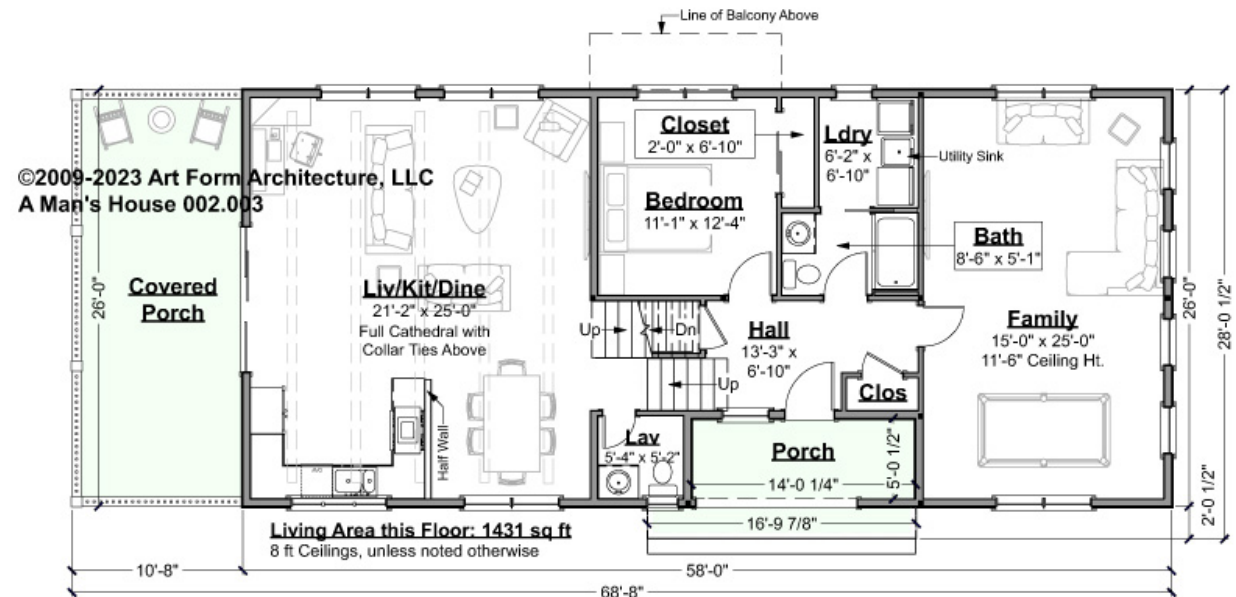 Line of Balcony Above
Closet
2'-0" x 6'-10"
Ldry
6'-2" x
6'-10"
Utility Sink
©2009-2023 Art Form Architecture, LLC
A Man's House 002.003
Bedroom
11'-1" x 12'-4"
Bath
8'-6" x 5'-1"
Covered
Porch
26'-0"
Liv/Kit/Dine
21'-2" x 25'-0"
Full Cathedral with
Collar Ties Above
Up
Dn
Hall
13'-3" x
6'-10"
Up
Family
15'-0" x 25'-0"
11'-6" Ceiling Ht.
26'-0"
28'-0 1/2"
Clos
Half Wall
Lav
5'-4" x 5'-2"
Porch
14'-0 1/4"
5'-0 1/2"
2'-0 1/2"
16'-9 7/8"
Living Area this Floor: 1431 sq ft
8 ft Ceilings, unless noted otherwise
10'-8"
58'-0"
68'-8"